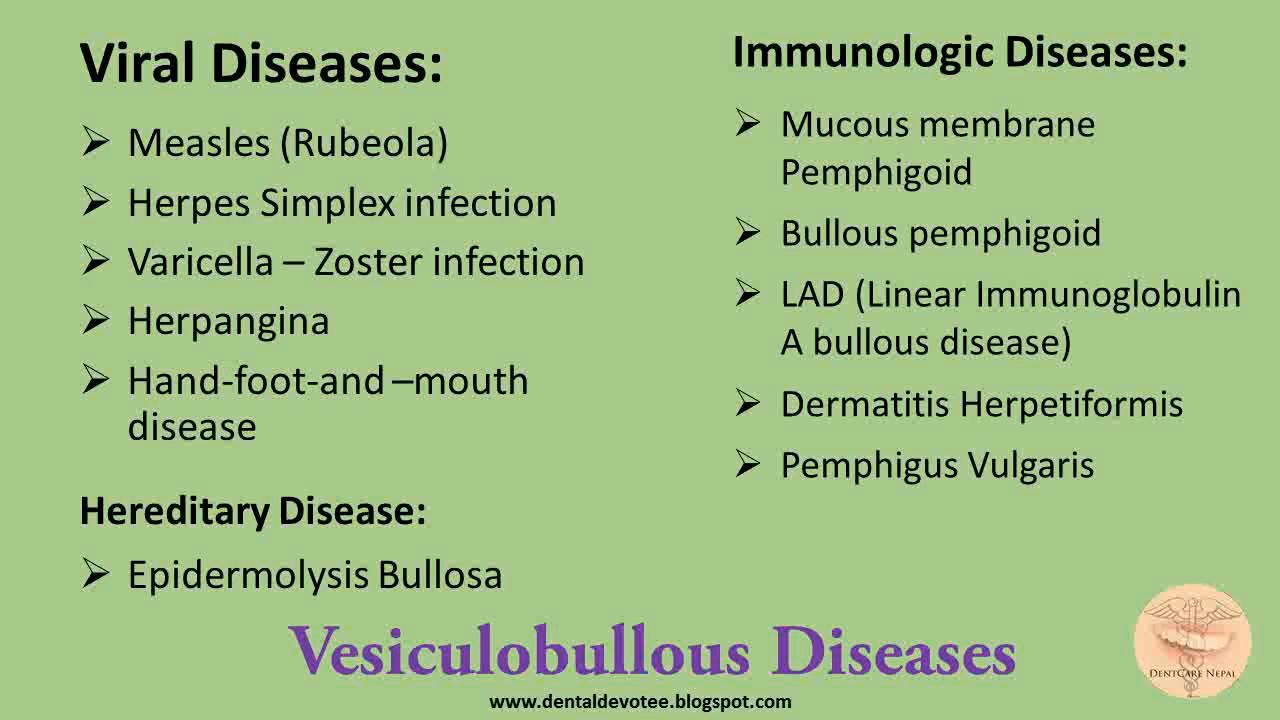 Viral Diseases:
➢ Measles (Rubeola)
➢ Herpes Simplex infection
➢ Varicella – Zoster infection
➢ Herpangina
➢ Hand-foot-and –mouth
disease
Hereditary Disease:
➢ Epidermolysis Bullosa
Immunologic Diseases:
➢ Mucous membrane
Pemphigoid
➢ Bullous pemphigoid
➢ LAD (Linear Immunoglobulin
A bullous disease)
➢ Dermatitis Herpetiformis
➢ Pemphigus Vulgaris
Vesiculobullous Diseases
www.dentaldevotee.blogspot.com
DentCare Nepal